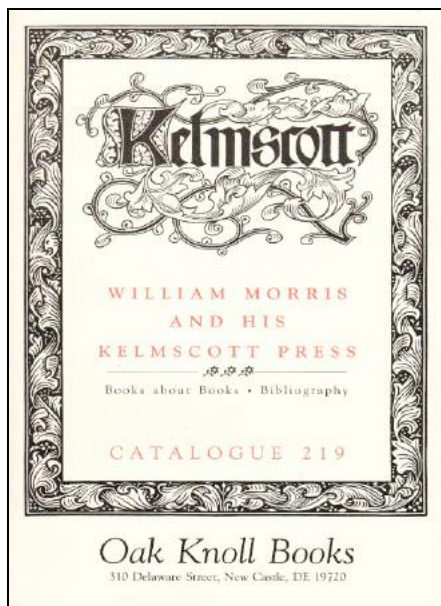 Kelmscott
WILLIAM MORRIS
AND HIS
KELMSCOTT PRESS
Books about Books • Bibliography
CATALOGUE 219
Oak Knoll Books
310 Delaware Street, New Castle, DE 19720